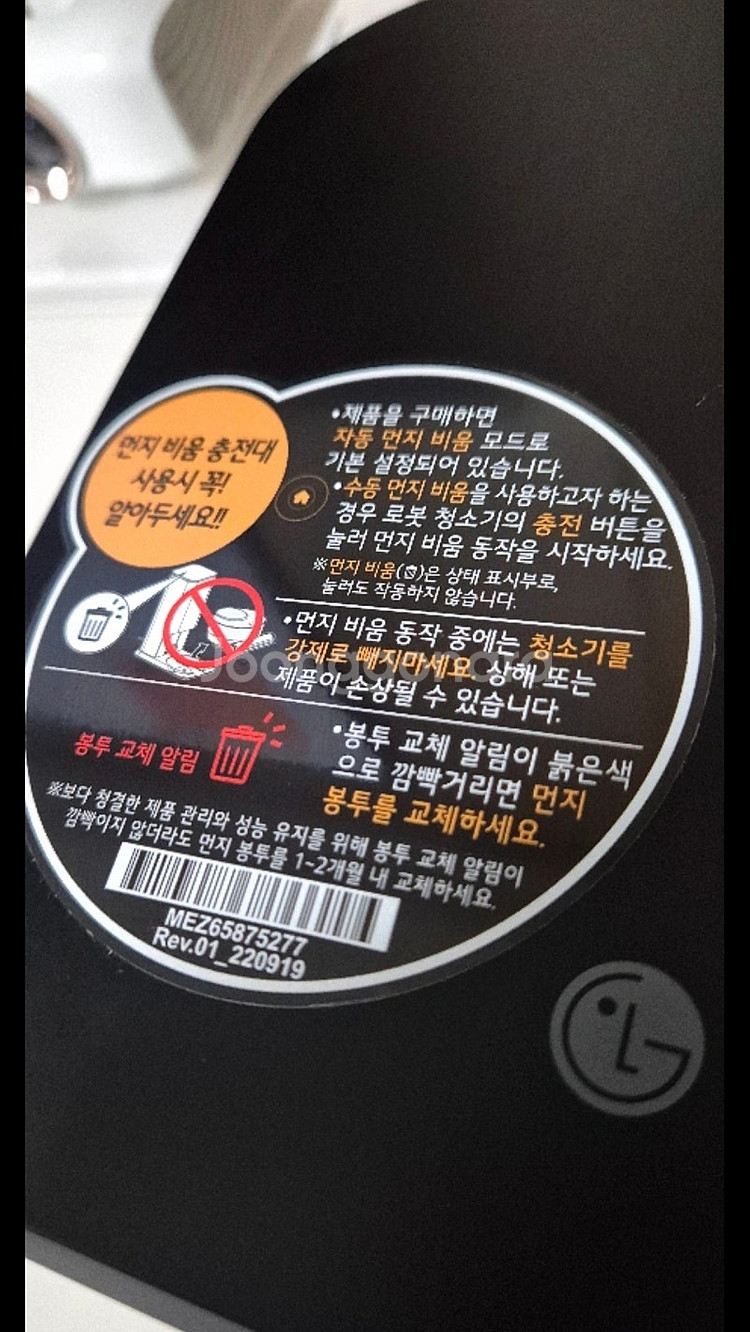 먼지 비움 충전대
사용시 꼭!
알아두세요!!
•제품을 구매하면
자동 먼지 비움 모드로
기본 설정되어 있습니다.
•수동 먼지 비움을 사용하고자 하는
경우 로봇 청소기의 충전 버튼을
눌러 먼지 비움 동작을 시작하세요.
※먼지 비움()은 상태 표시부로,
눌러도 작동하지 않습니다.
•먼지 비움 동작 중에는 청소기를
강제로 빼지마세요. 상해 또는
제품이 손상될 수 있습니다.
봉투 교체 알림
•봉투 교체 알림이 붉은색
으로 깜빡거리면 먼지
봉투를 교체하세요.
※보다 청결한 제품 관리와 성능 유지를 위해 봉투 교체 알림이
깜빡이지 않더라도 먼지 봉투를 1~2개월 내 교체하세요.
MEZ65875277
Rev.01_220919
LG